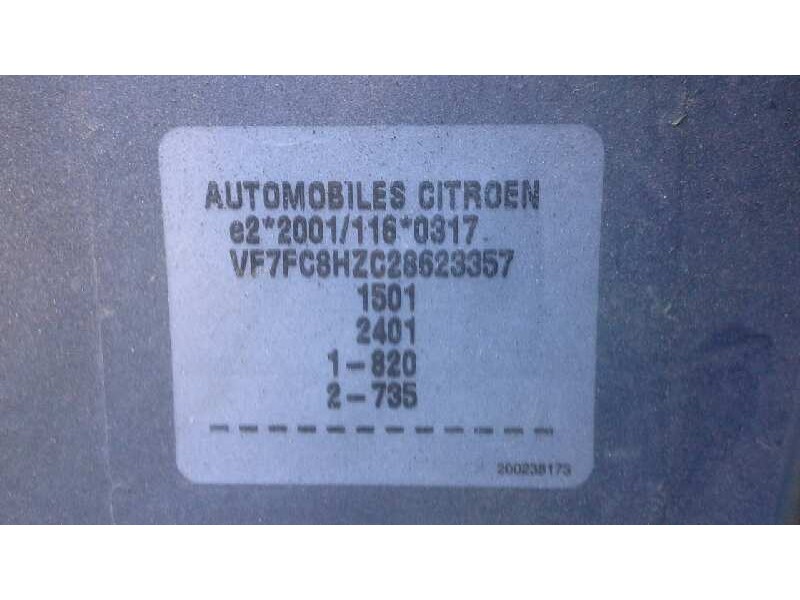 AUTOMOBILES CITROEN
e2*2001/116*0317
VF7FC8HZC28623357
1501
2401
1-820
2-735
- - - - - - - - - - - - -
200238173